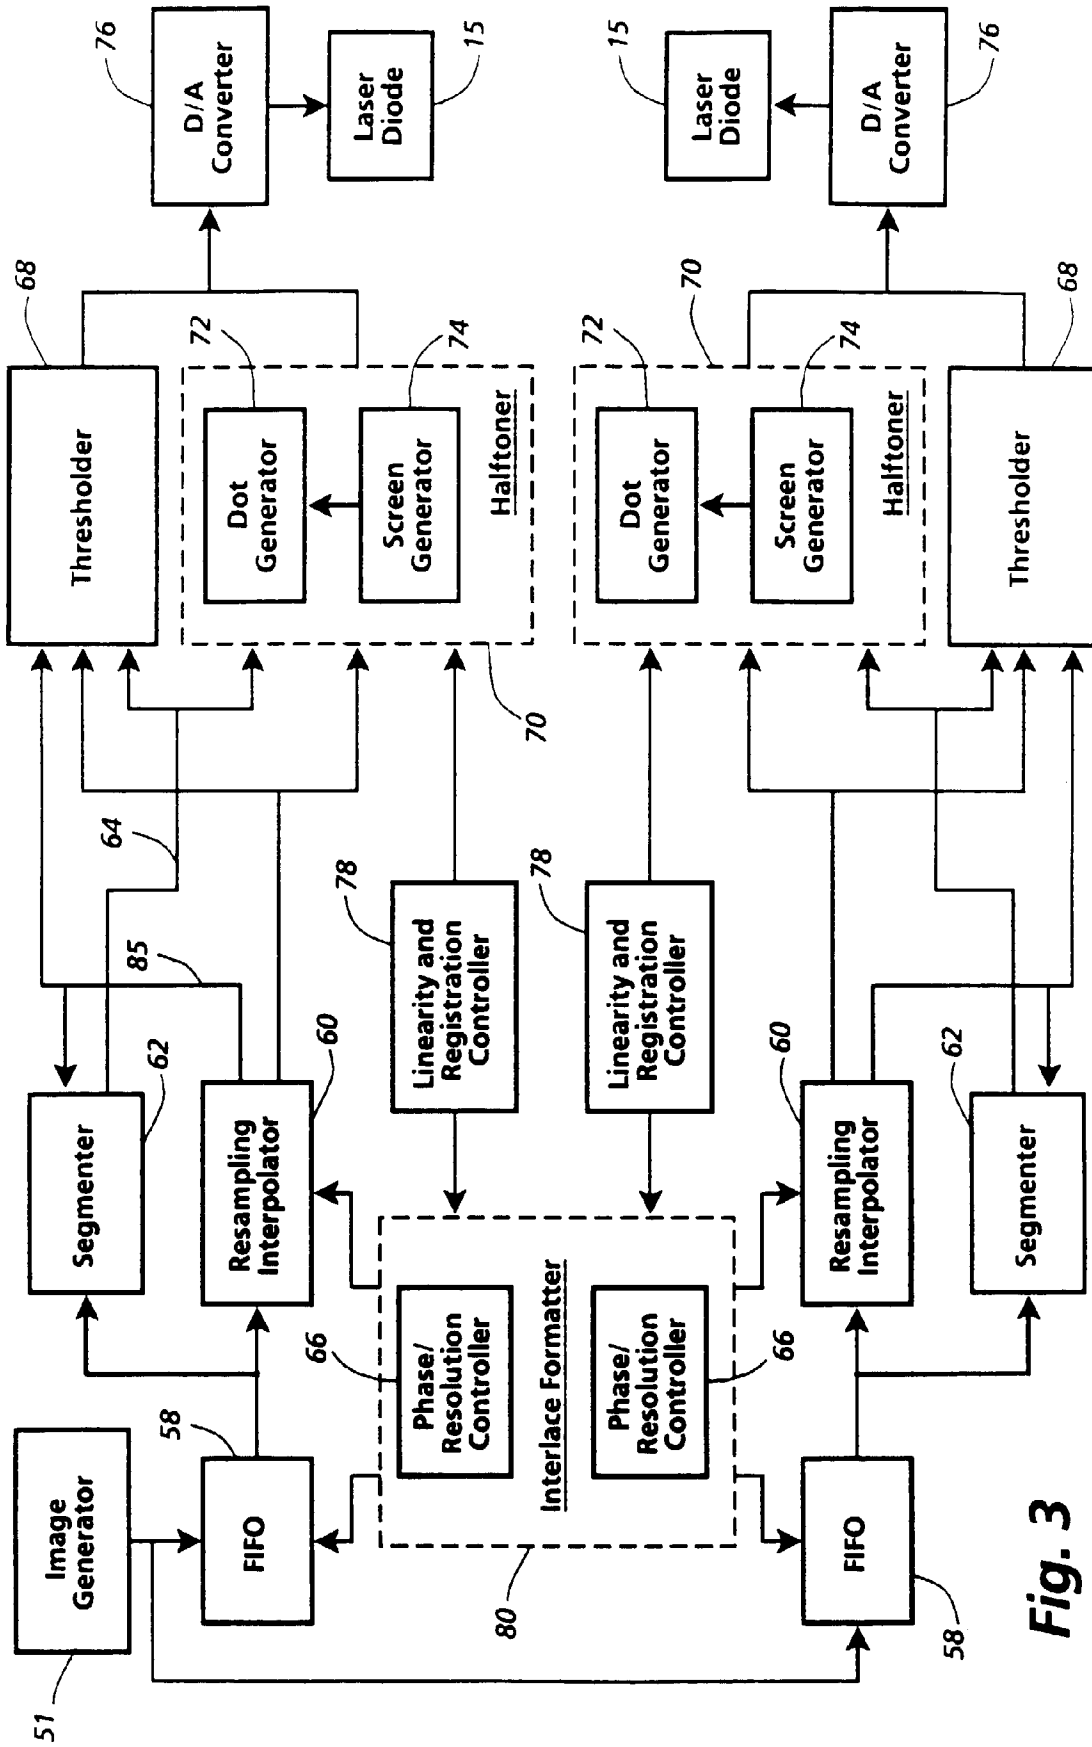 51
Image
Generator
58
FIFO
Segmenter
62
Resampling
Interpolator
60
85
64
Thresholder
68
72
Dot
Generator
74
Screen
Generator
Halftoner
70
76
D/A
Converter
Laser
Diode
15
66
Phase/
Resolution
Controller
Interlace Formatter
Phase/
Resolution
Controller
66
80
78
Linearity and
Registration
Controller
78
Linearity and
Registration
Controller
70
72
Dot
Generator
74
Screen
Generator
Halftoner
Thresholder
68
15
Laser
Diode
D/A
Converter
76
60
Resampling
Interpolator
62
Segmenter
FIFO
58
Fig. 3